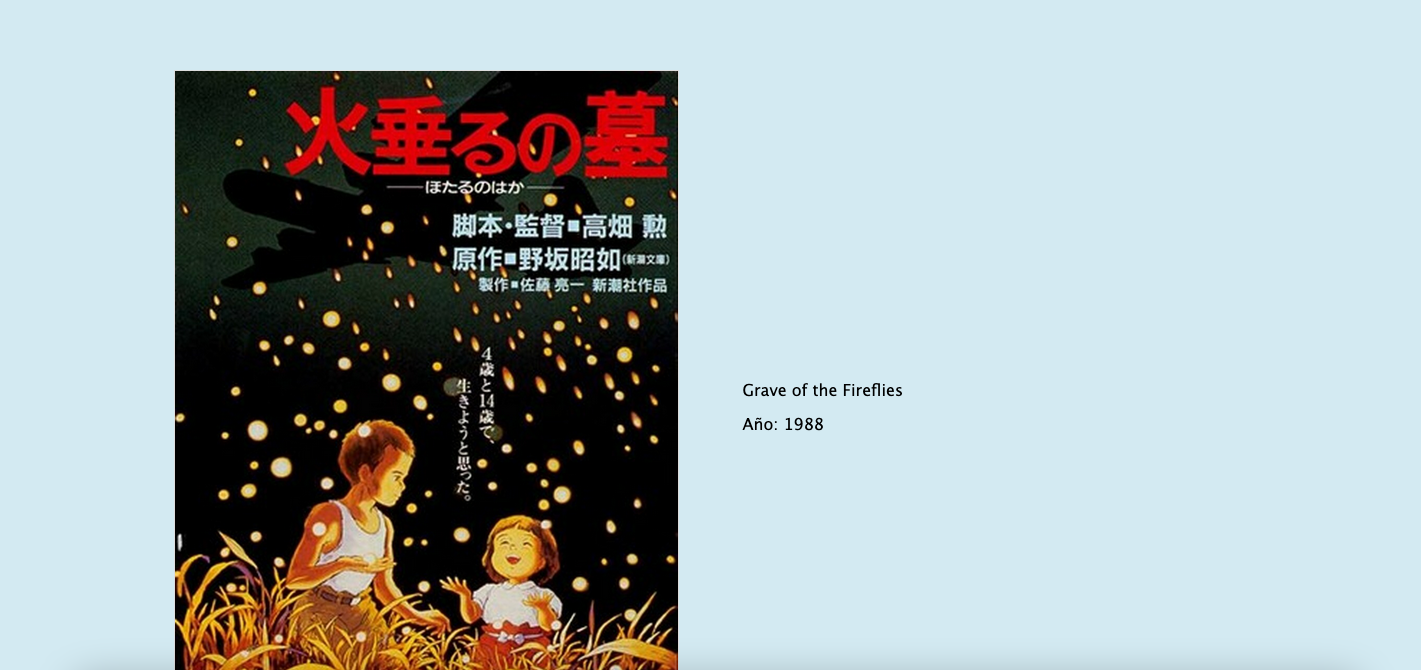 火垂るの墓
ほたるのはか
脚本・監督■高畑 勲
原作■野坂昭如(新潮文庫)
製作■佐藤 亮一 新潮社作品
4歳と14歳で、
生きようと思った。
Grave of the Fireflies
Año: 1988